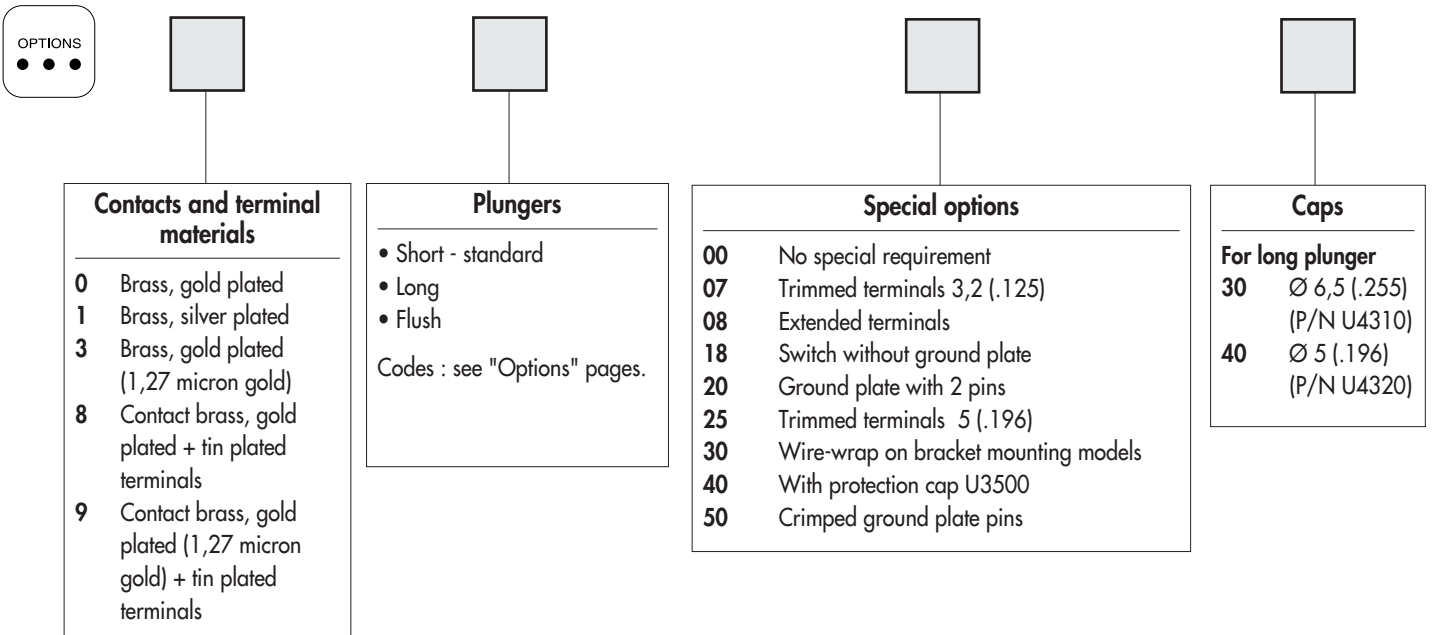 OPTIONS
Contacts and terminal
materials
0 Brass, gold plated
1 Brass, silver plated
3 Brass, gold plated
(1,27 micron gold)
8 Contact brass, gold
plated + tin plated
terminals
9 Contact brass, gold
plated (1,27 micron
gold) + tin plated
terminals
Plungers
• Short - standard
• Long
• Flush
Codes : see "Options" pages.
Special options
00 No special requirement
07 Trimmed terminals 3,2 (.125)
08 Extended terminals
18 Switch without ground plate
20 Ground plate with 2 pins
25 Trimmed terminals 5 (.196)
30 Wire-wrap on bracket mounting models
40 With protection cap U3500
50 Crimped ground plate pins
Caps
For long plunger
30 Ø 6,5 (.255)
(P/N U4310)
40 Ø 5 (.196)
(P/N U4320)